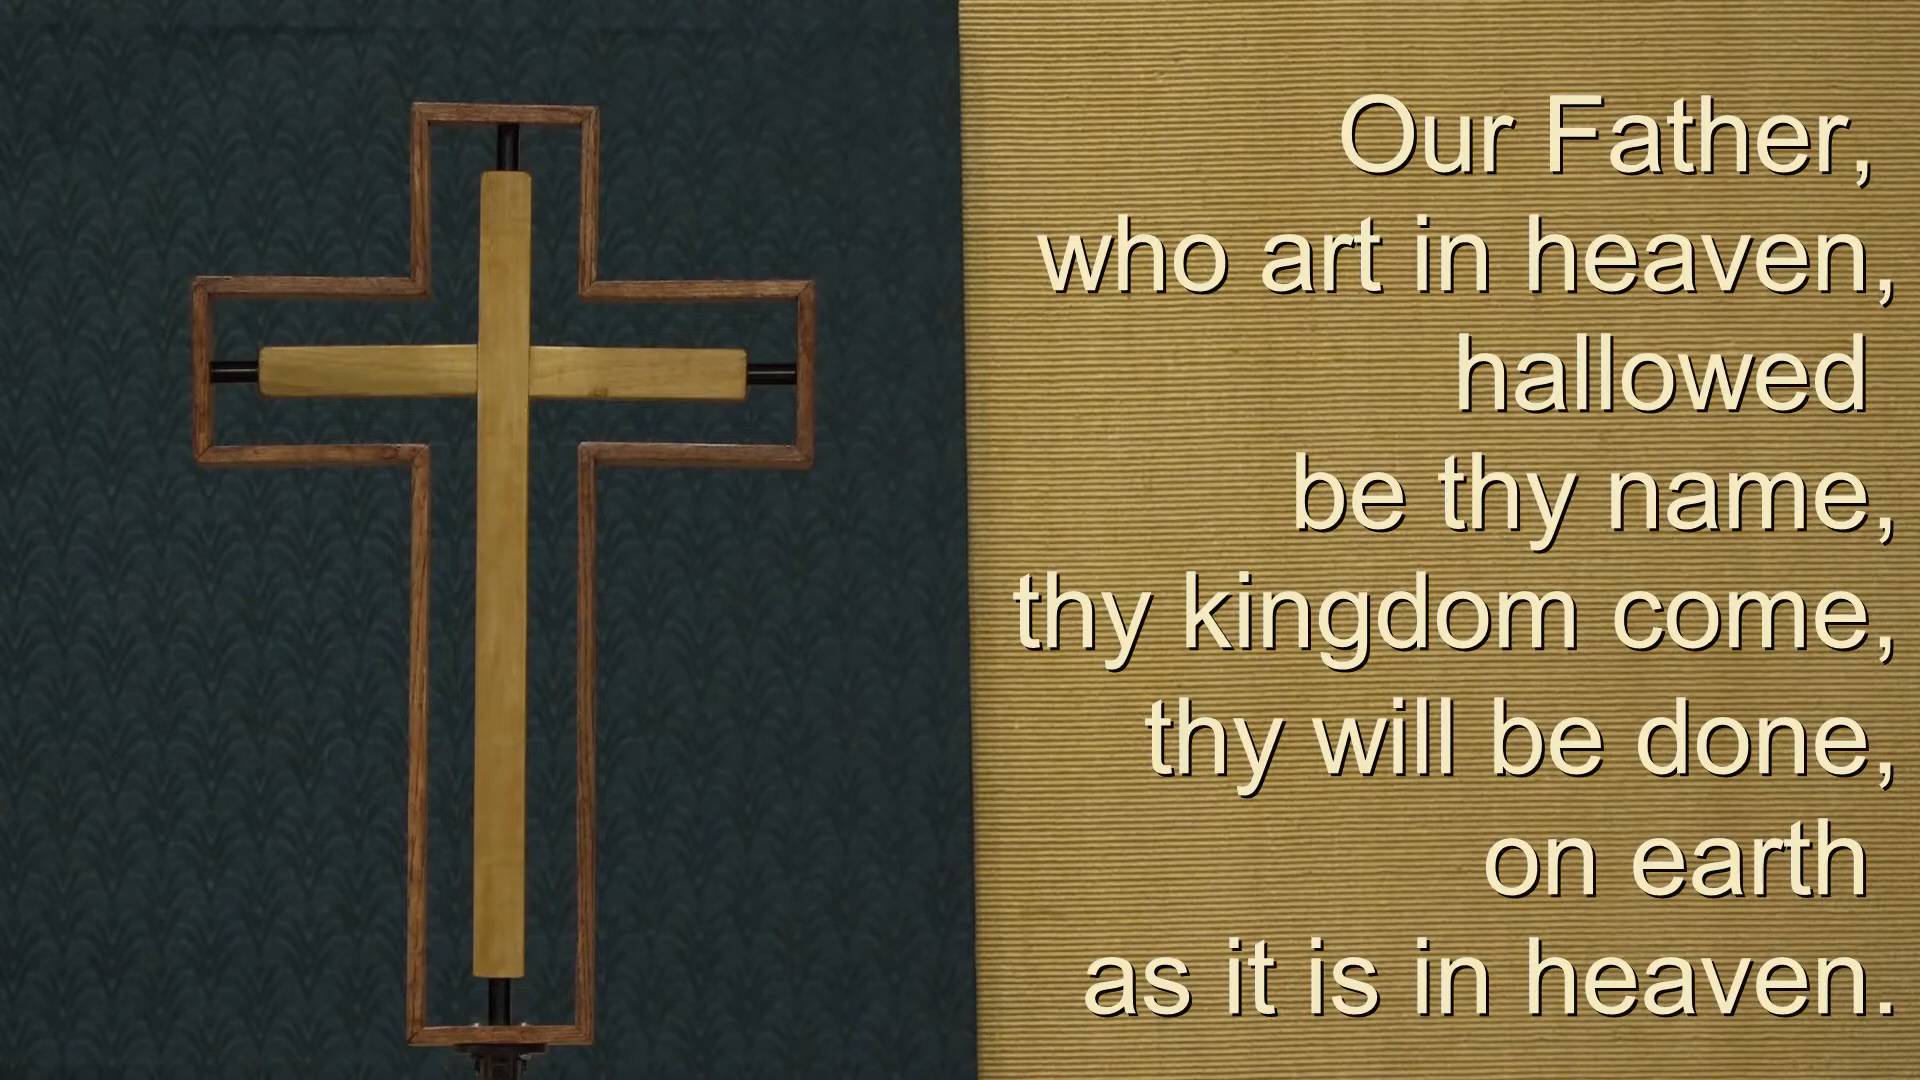 Our Father,
who art in heaven,
hallowed
be thy name,
thy kingdom come,
thy will be done,
on earth
as it is in heaven.